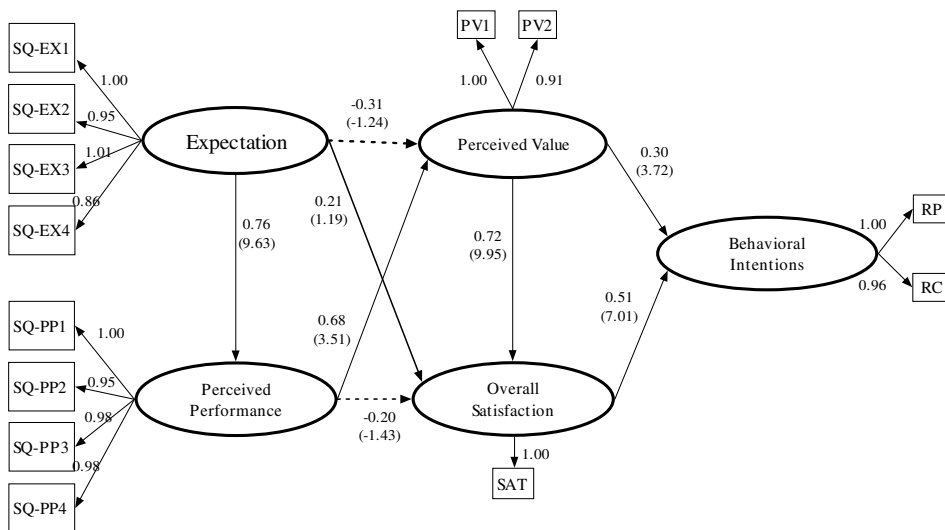 SQ-EX1
SQ-EX2
SQ-EX3
SQ-EX4
1.00
0.95
1.01
0.86
Expectation
-0.31
(-1.24)
PV1
PV2
1.00
0.91
Perceived Value
0.76
(9.63)
0.21
(1.19)
0.72
(9.95)
0.30
(3.72)
Behavioral
Intentions
1.00
0.96
RP
RC
0.68
(3.51)
0.51
(7.01)
SQ-PP1
SQ-PP2
SQ-PP3
SQ-PP4
1.00
0.95
0.98
0.98
Perceived
Performance
-0.20
(-1.43)
Overall
Satisfaction
1.00
SAT